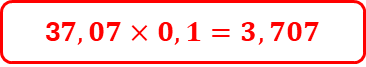 37,07 × 0,1 = 3,707